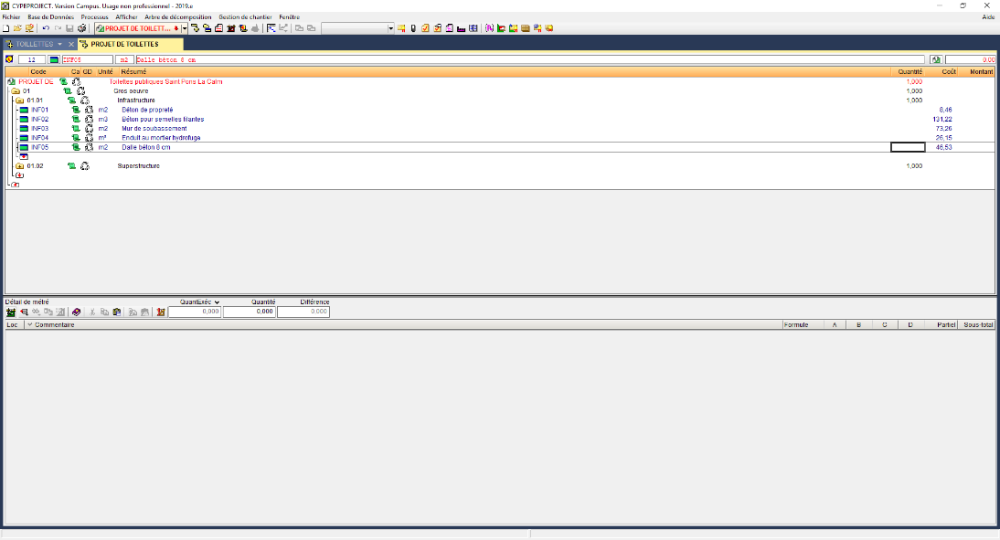 CYPEPROJECT. Version Campus. Usage non professionnel - 2019.e
Fichier Base de Données Processus Afficher Arbre de décomposition Gestion de chantier Fenêtre Aide
PROJET DE TOILETT...
TOILLETTES PROJET DE TOILETTES
12 INF05 m2 Dalle béton 8 cm 0,00
Code Ca GD Unité Résumé Quantité Coût Montant
PROJET DE Toilettes publiques Saint Pons La Calm 1,000
01 Gros oeuvre 1,000
01.01 Infrastructure 1,000
INF01 m2 Béton de propreté 8,46
INF02 m3 Béton pour semelles filantes 131,22
INF03 m2 Mur de soubassement 73,26
INF04 m³ Enduit au mortier hydrofuge 26,15
INF05 m2 Dalle béton 8 cm 46,53
01.02 Superstructure 1,000
Détail de métré QuantExéc Quantité Différence
0,000 0,000 0,000
Loc Commentaire Formule A B C D Partiel Sous-total